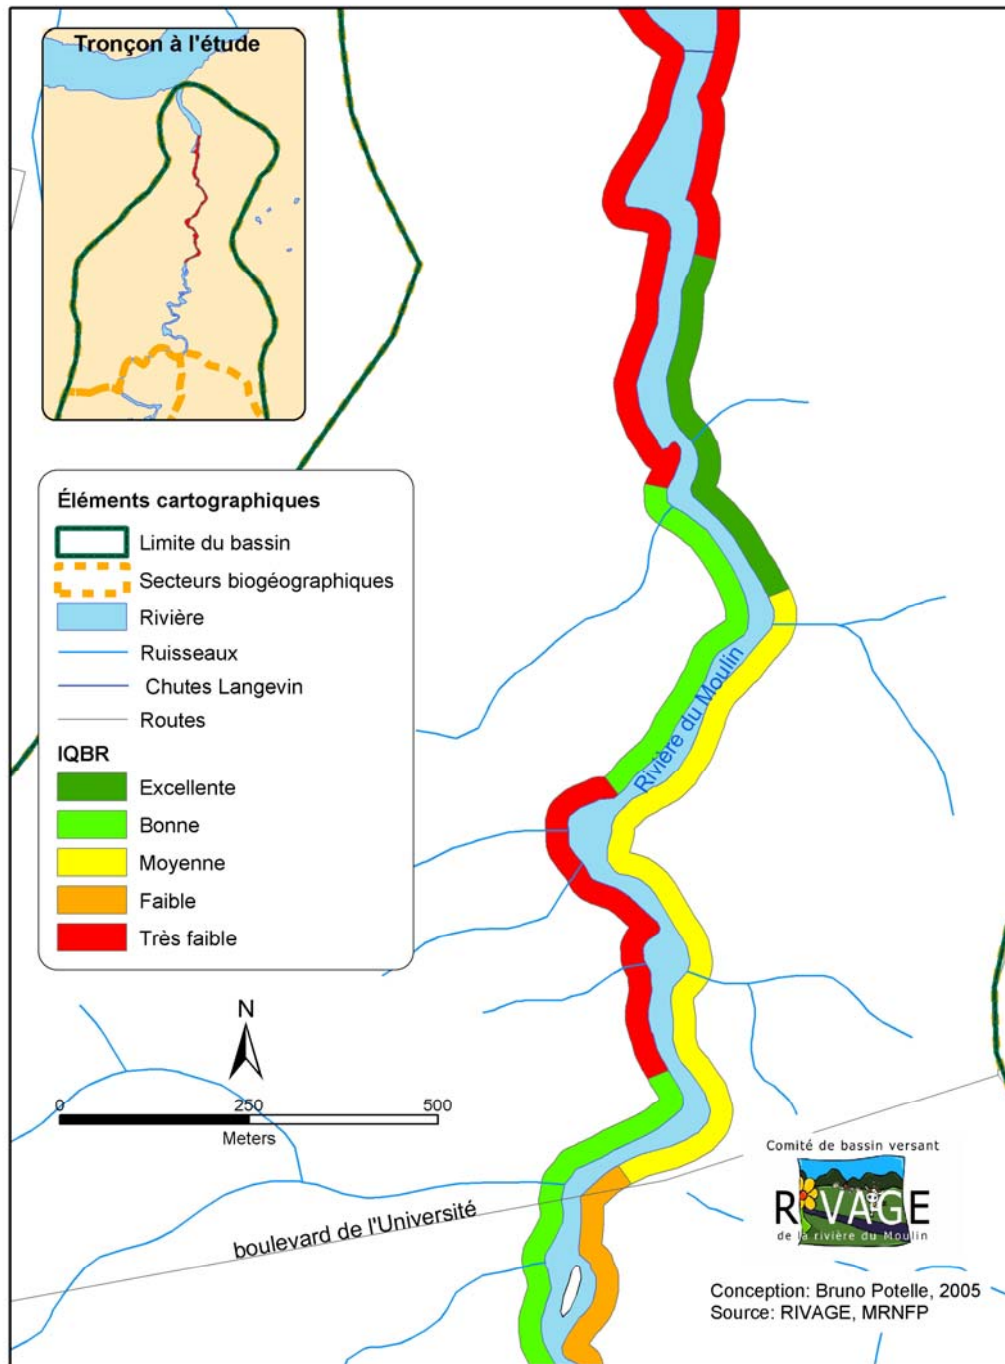 Tronçon à l'étude
Éléments cartographiques
Limite du bassin
Secteurs biogéographiques
Rivière
Ruisseaux
Chutes Langevin
Routes
IQBR
Excellente
Bonne
Moyenne
Faible
Très faible
Rivière du Moulin
N
0 250 500
Meters
boulevard de l'Université
Comité de bassin versant
RIVAGE
de la rivière du Moulin
Conception: Bruno Potelle, 2005
Source: RIVAGE, MRNFP